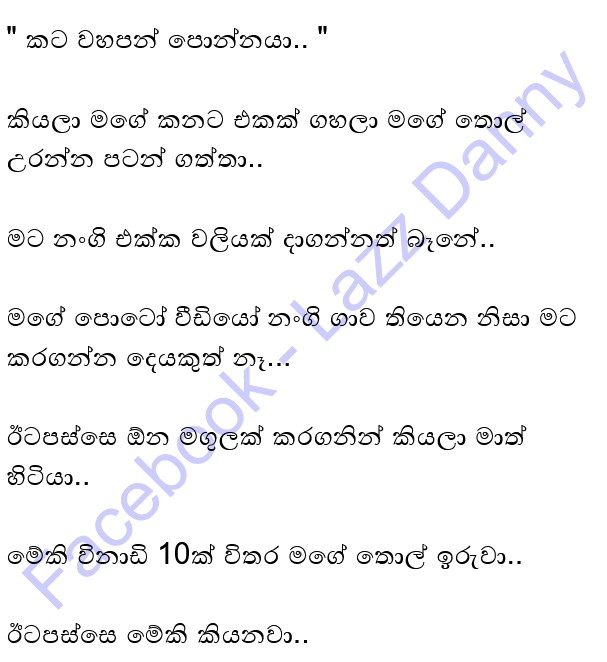 " කට වහපන් පොන්නයා.. "
කියලා මගේ කනට එකක් ගහලා මගේ තොල්
උරන්න පටන් ගත්තා..
මට නංගි එක්ක වලියක් දාගන්නත් බෑනේ..
මගේ පොටෝ වීඩියෝ නංගි ගාව තියෙන නිසා මට
කරගන්න දෙයකුත් නෑ...
ඊටපස්සෙ ඕන මගුලක් කරගනින් කියලා මාත්
හිටියා..
මේකි විනාඩි 10ක් විතර මගේ තොල් ඉරුවා..
ඊටපස්සෙ මේකි කියනවා..
Facebook - Lazz Danny